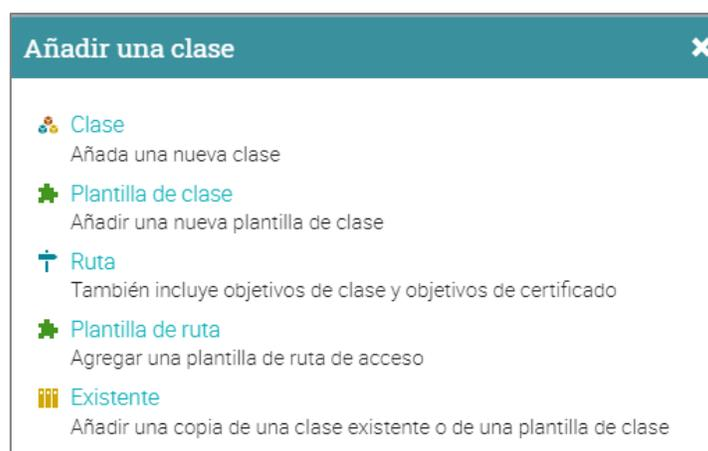 Añadir una clase
Clase
Añada una nueva clase
Plantilla de clase
Añadir una nueva plantilla de clase
Ruta
También incluye objetivos de clase y objetivos de certificado
Plantilla de ruta
Agregar una plantilla de ruta de acceso
Existente
Añadir una copia de una clase existente o de una plantilla de clase